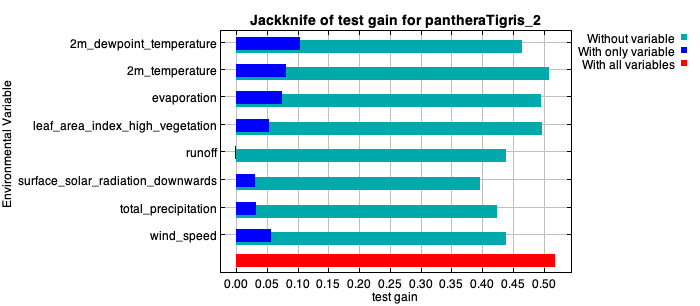 Jackknife of test gain for pantheraTigris_2
Without variable
With only variable
With all variables
Environmental Variable
2m_dewpoint_temperature
2m_temperature
evaporation
leaf_area_index_high_vegetation
runoff
surface_solar_radiation_downwards
total_precipitation
wind_speed
0.00 0.05 0.10 0.15 0.20 0.25 0.30 0.35 0.40 0.45 0.50
test gain